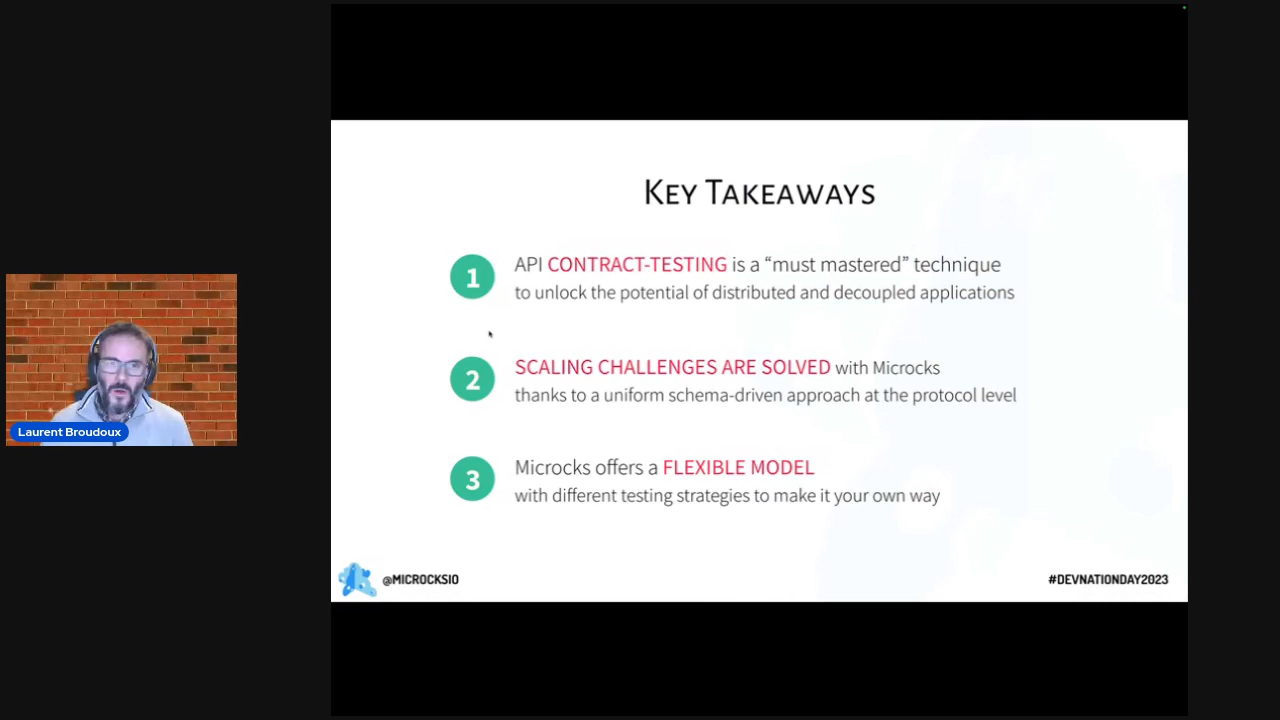 KEY TAKEAWAYS
1
API CONTRACT-TESTING is a “must mastered” technique
to unlock the potential of distributed and decoupled applications
2
SCALING CHALLENGES ARE SOLVED with Microcks
thanks to a uniform schema-driven approach at the protocol level
Laurent Broudoux
3
Microcks offers a FLEXIBLE MODEL
with different testing strategies to make it your own way
@MICROCKSIO
#DEVNATIONDAY2023